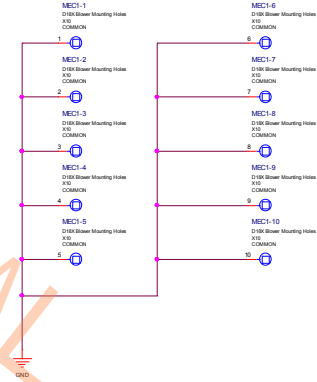 MEC1-1
D18X Blower Mounting Holes
X10
COMMON
1
MEC1-2
D18X Blower Mounting Holes
X10
COMMON
2
MEC1-3
D18X Blower Mounting Holes
X10
COMMON
3
MEC1-4
D18X Blower Mounting Holes
X10
COMMON
4
MEC1-5
D18X Blower Mounting Holes
X10
COMMON
5
MEC1-6
D18X Blower Mounting Holes
X10
COMMON
6
MEC1-7
D18X Blower Mounting Holes
X10
COMMON
7
MEC1-8
D18X Blower Mounting Holes
X10
COMMON
8
MEC1-9
D18X Blower Mounting Holes
X10
COMMON
9
MEC1-10
D18X Blower Mounting Holes
X10
COMMON
10
GND